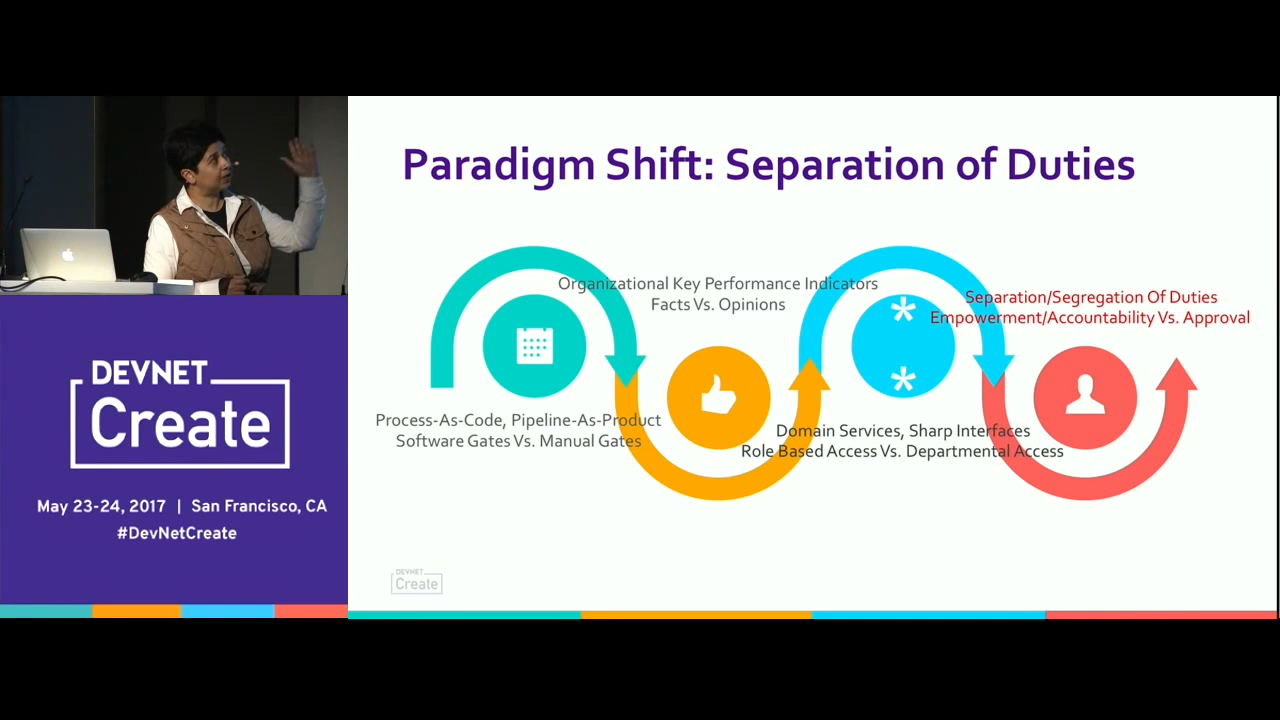 DEVNET
Create
May 23-24, 2017 | San Francisco, CA
#DevNetCreate
Paradigm Shift: Separation of Duties
Organizational Key Performance Indicators
Facts Vs. Opinions
Separation/Segregation Of Duties
Empowerment/Accountability Vs. Approval
Process-As-Code, Pipeline-As-Product
Software Gates Vs. Manual Gates
Domain Services, Sharp Interfaces
Role Based Access Vs. Departmental Access
*
*
DEVNET
Create